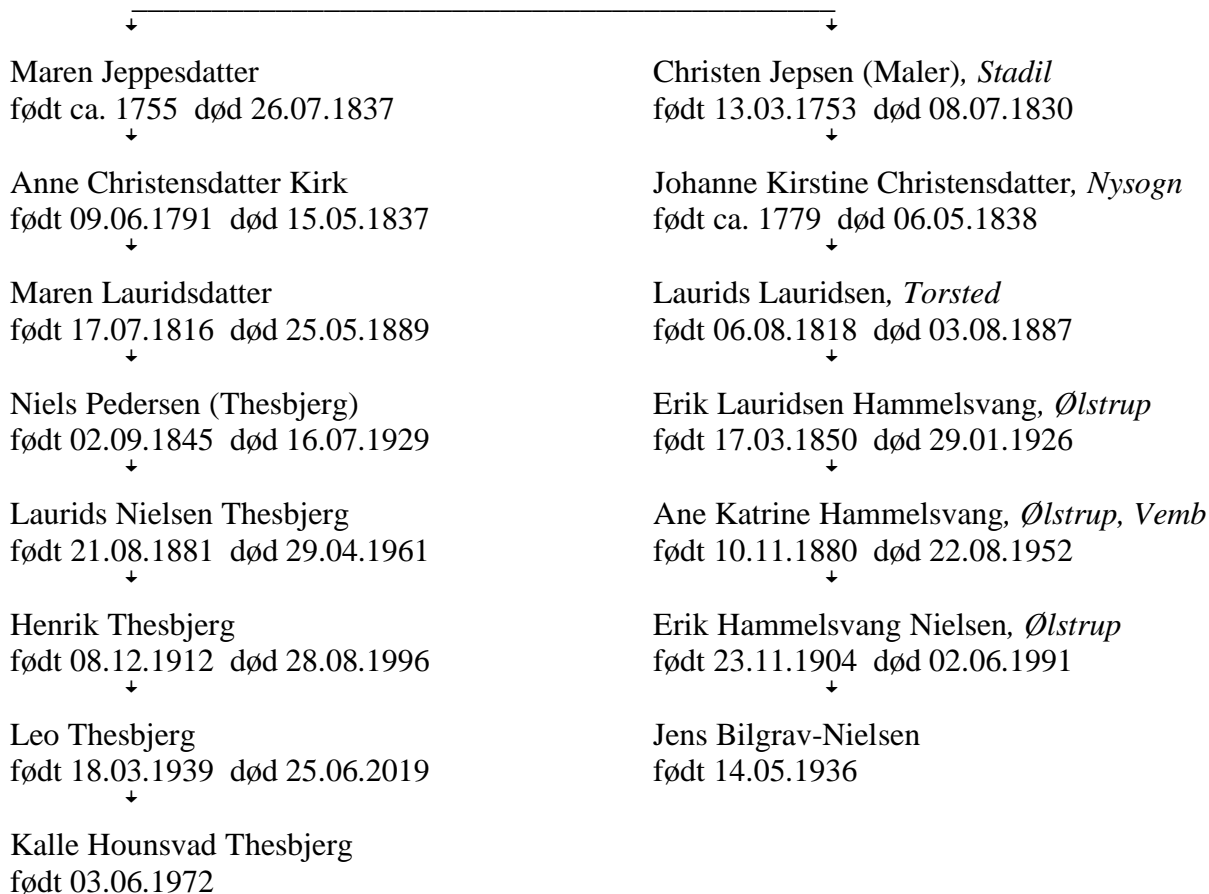 Maren Jeppesdatter
født ca. 1755 død 26.07.1837
Anne Christensdatter Kirk
født 09.06.1791 død 15.05.1837
Maren Lauridsdatter
født 17.07.1816 død 25.05.1889
Niels Pedersen (Thesbjerg)
født 02.09.1845 død 16.07.1929
Laurids Nielsen Thesbjerg
født 21.08.1881 død 29.04.1961
Henrik Thesbjerg
født 08.12.1912 død 28.08.1996
Leo Thesbjerg
født 18.03.1939 død 25.06.2019
Kalle Hounsvad Thesbjerg
født 03.06.1972
Christen Jepsen (Maler), Stadil
født 13.03.1753 død 08.07.1830
Johanne Kirstine Christensdatter, Nysogn
født ca. 1779 død 06.05.1838
Laurids Lauridsen, Torsted
født 06.08.1818 død 03.08.1887
Erik Lauridsen Hammelsvang, Ølstrup
født 17.03.1850 død 29.01.1926
Ane Katrine Hammelsvang, Ølstrup, Vemb
født 10.11.1880 død 22.08.1952
Erik Hammelsvang Nielsen, Ølstrup
født 23.11.1904 død 02.06.1991
Jens Bilgrav-Nielsen
født 14.05.1936